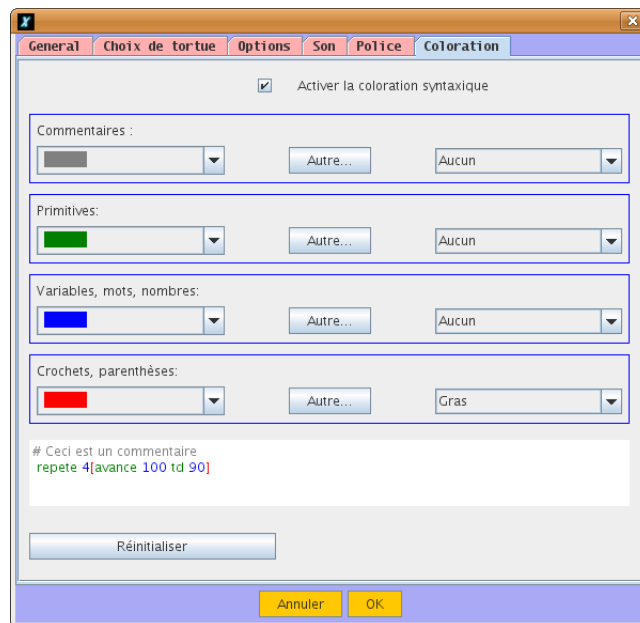 General Choix de tortue Options Son Police Coloration
Activer la coloration syntaxique
Commentaires :
Autre... Aucun
Primitives:
Autre... Aucun
Variables, mots, nombres:
Autre... Aucun
Crochets, parenthèses:
Autre... Gras
# Ceci est un commentaire
repete 4[avance 100 td 90]
Réinitialiser
Annuler OK